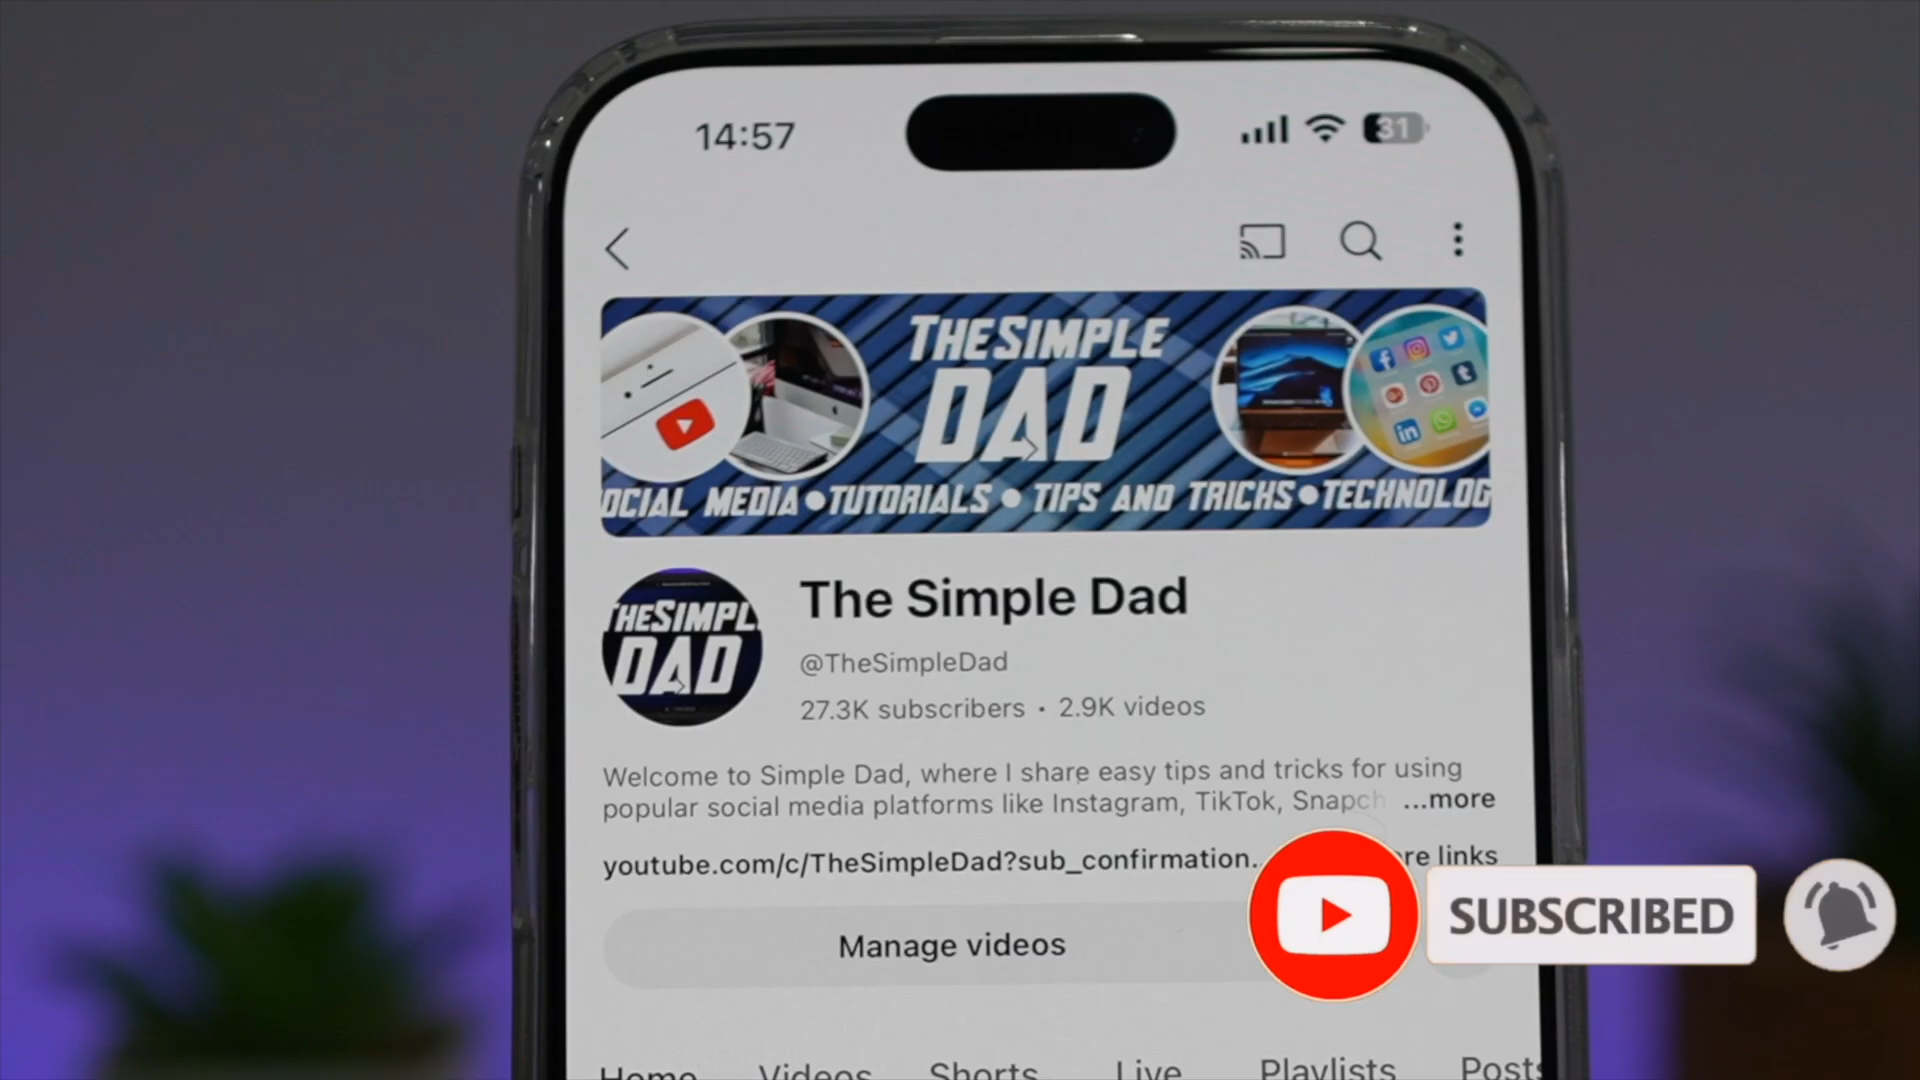 14:57
31
THESIMPLE
DAD
OCIAL MEDIA•TUTORIALS • TIPS AND TRICKS•TECHNOLOG
THESIMPL
DAD
The Simple Dad
@TheSimpleDad
27.3K subscribers • 2.9K videos
Welcome to Simple Dad, where I share easy tips and tricks for using
popular social media platforms like Instagram, TikTok, Snapch ...more
youtube.com/c/TheSimpleDad?sub_confirmation.. re links
Manage videos
SUBSCRIBED
Home Videos Shorts Live Playlists Posts